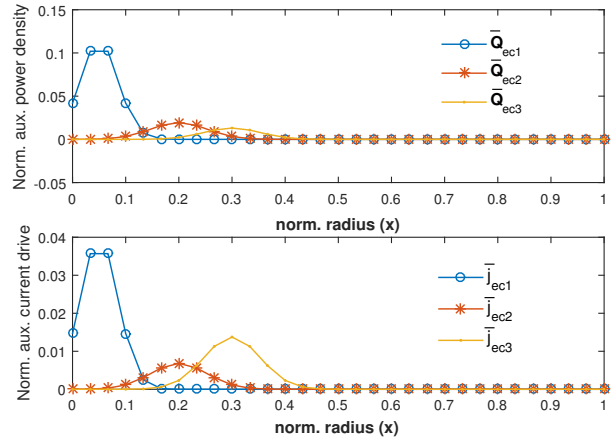 Norm. aux. power density
0.15
0.10
0.05
0
-0.05
Q̅ec1
Q̅ec2
Q̅ec3
0 0.1 0.2 0.3 0.4 0.5 0.6 0.7 0.8 0.9 1
norm. radius (x)
Norm. aux. current drive
0.04
0.03
0.02
0.01
0
j̅ec1
j̅ec2
j̅ec3
0 0.1 0.2 0.3 0.4 0.5 0.6 0.7 0.8 0.9 1
norm. radius (x)